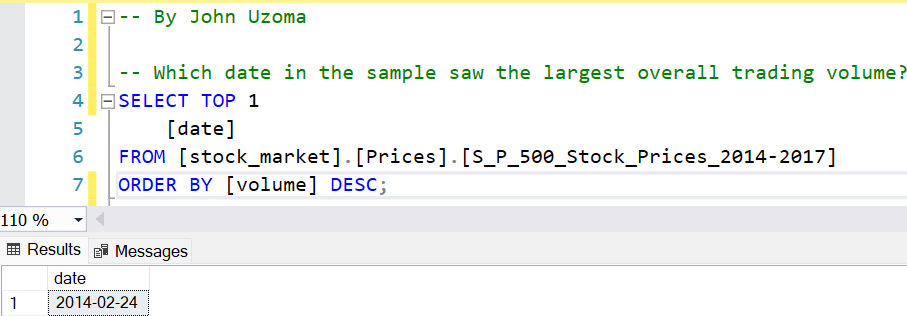 1 -- By John Uzoma
2
3 -- Which date in the sample saw the largest overall trading volume?
4 SELECT TOP 1
5 [date]
6 FROM [stock_market].[Prices].[S_P_500_Stock_Prices_2014-2017]
7 ORDER BY [volume] DESC;
110 %
Results Messages
date
1 2014-02-24